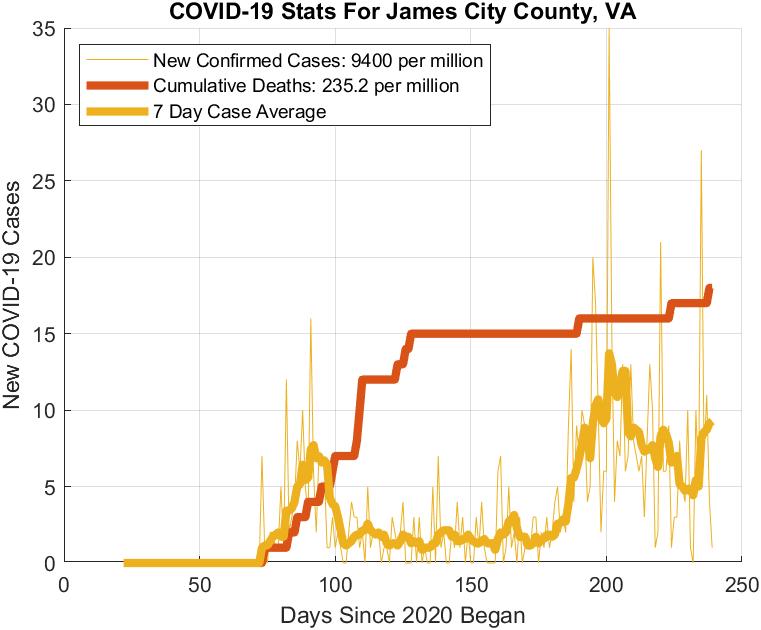 COVID-19 Stats For James City County, VA
New Confirmed Cases: 9400 per million
Cumulative Deaths: 235.2 per million
7 Day Case Average
New COVID-19 Cases
35
30
25
20
15
10
5
0
0 50 100 150 200 250
Days Since 2020 Began